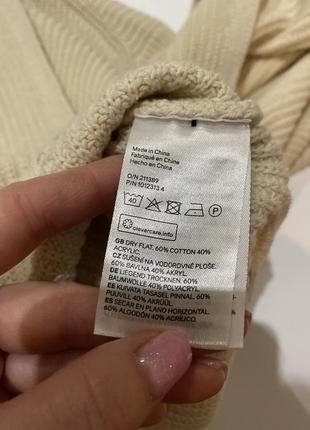 Made in China
Fabriqué en Chine
Hecho en China
O/N 211389
P/N 1012313 4
40 P
clevercare.info
GB DRY FLAT. 60% COTTON 40%
ACRYLIC.
CZ SUŠENÍ NA VODOROVNÉ PLOŠE.
60% BAVLNA 40% AKRYL.
DE LIEGEND TROCKNEN. 60%
BAUMWOLLE 40% POLYACRYL.
EE KUIVATA TASASEL PINNAL. 60%
PUUVILL 40% AKRÜÜL.
ES SECAR EN PLANO HORIZONTAL.
60% ALGODÓN 40% ACRÍLICO.